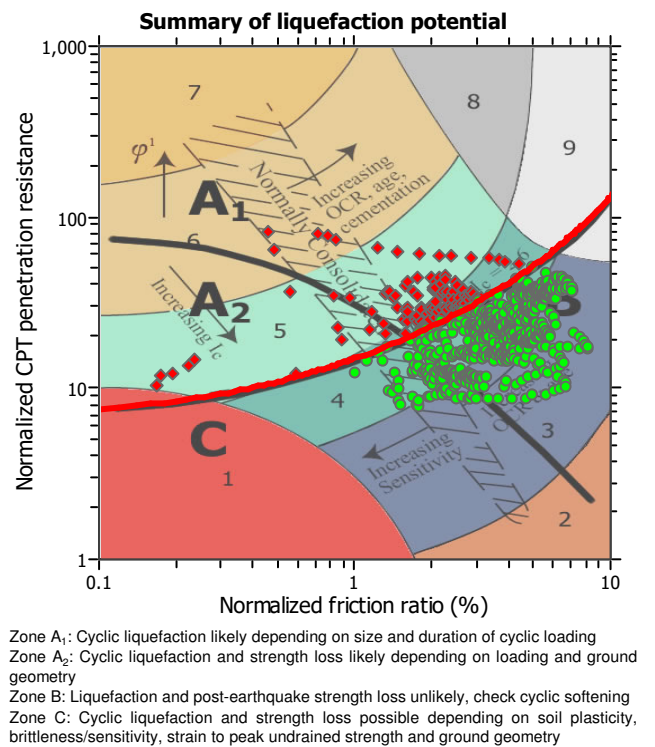 Summary of liquefaction potential
Normalized CPT penetration resistance
1,000
100
10
1
7
8
9
φ¹
A₁
Normally Consolid
Increasing
OCR, age,
cementation
6
A₂
Increasing Ic
5
B
4
3
C
1
Increasing
Sensitivity
2
0.1
1
10
Normalized friction ratio (%)
Zone A₁: Cyclic liquefaction likely depending on size and duration of cyclic loading
Zone A₂: Cyclic liquefaction and strength loss likely depending on loading and ground
geometry
Zone B: Liquefaction and post-earthquake strength loss unlikely, check cyclic softening
Zone C: Cyclic liquefaction and strength loss possible depending on soil plasticity,
brittleness/sensitivity, strain to peak undrained strength and ground geometry